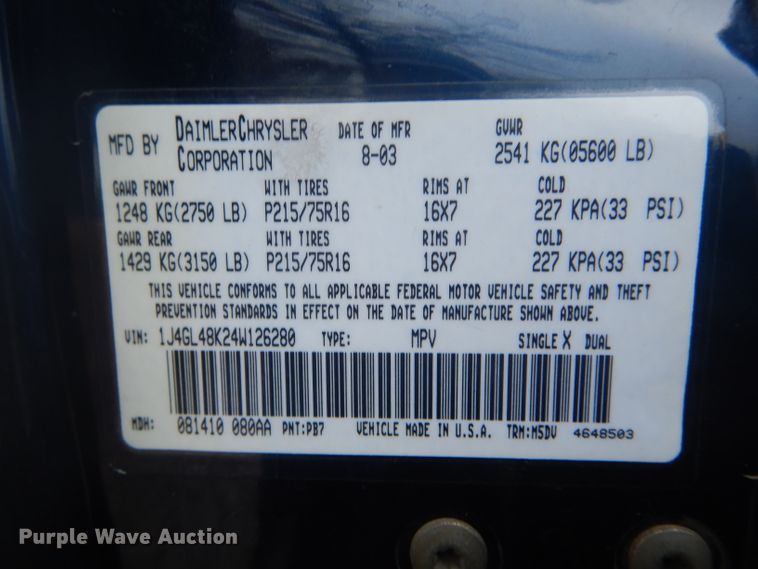 MFD BY DAIMLERCHRYSLER CORPORATION DATE OF MFR 8-03 GVWR 2541 KG(05600 LB)
GAWR FRONT WITH TIRES RIMS AT COLD
1248 KG(2750 LB) P215/75R16 16X7 227 KPA(33 PSI)
GAWR REAR WITH TIRES RIMS AT COLD
1429 KG(3150 LB) P215/75R16 16X7 227 KPA(33 PSI)
THIS VEHICLE CONFORMS TO ALL APPLICABLE FEDERAL MOTOR VEHICLE SAFETY AND THEFT
PREVENTION STANDARDS IN EFFECT ON THE DATE OF MANUFACTURE SHOWN ABOVE.
VIN: 1J4GL48K24W126280 TYPE: MPV SINGLE X DUAL
MDH: 081410 080AA PNT:PB7 VEHICLE MADE IN U.S.A. TRM:M5DV 4648503
Purple Wave Auction